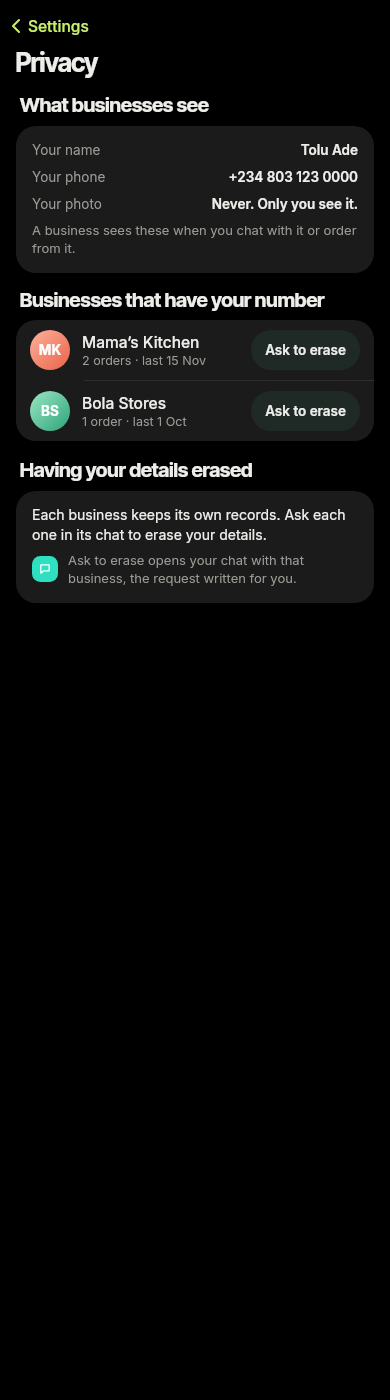 Settings
Privacy
What businesses see
Your name Tolu Ade
Your phone +234 803 123 0000
Your photo Never. Only you see it.
A business sees these when you chat with it or order
from it.
Businesses that have your number
MK Mama’s Kitchen Ask to erase
2 orders · last 15 Nov
BS Bola Stores Ask to erase
1 order · last 1 Oct
Having your details erased
Each business keeps its own records. Ask each
one in its chat to erase your details.
Ask to erase opens your chat with that
business, the request written for you.